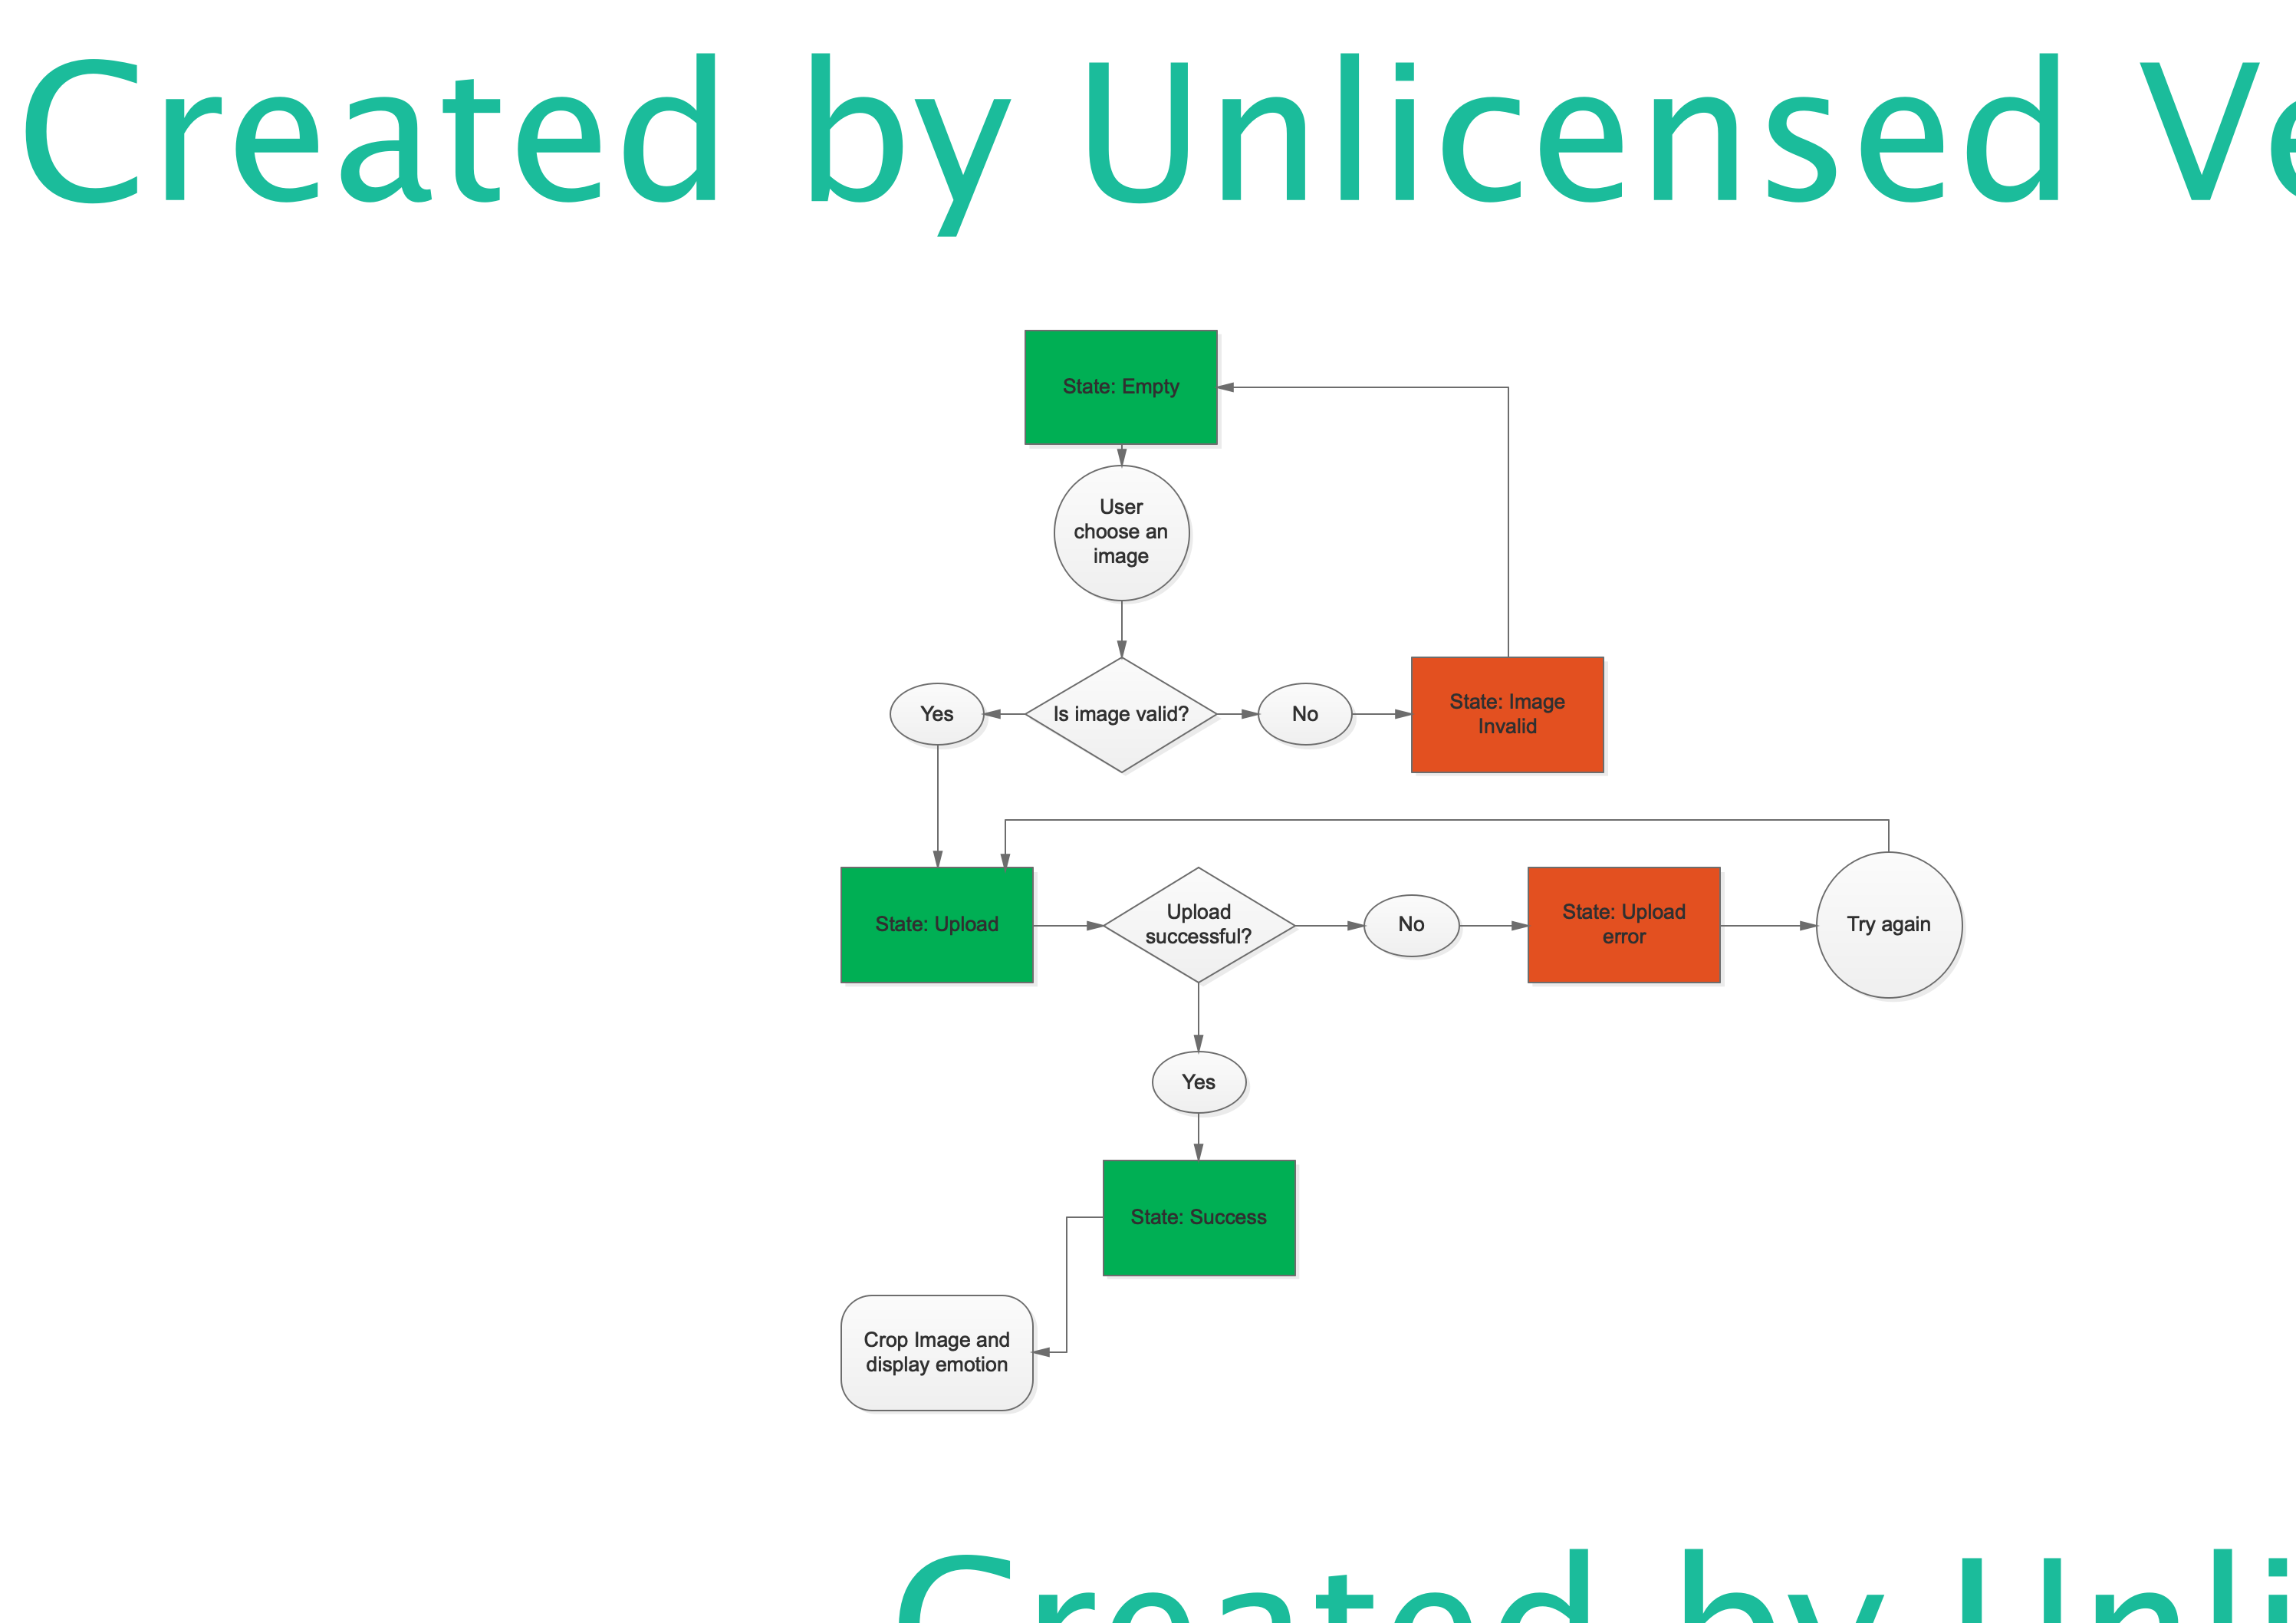 Created by Unlicensed Ve
State: Empty
User
choose an
image
Yes
Is image valid?
No
State: Image
Invalid
State: Upload
Upload
successful?
No
State: Upload
error
Try again
Yes
State: Success
Crop Image and
display emotion
Created by Unli